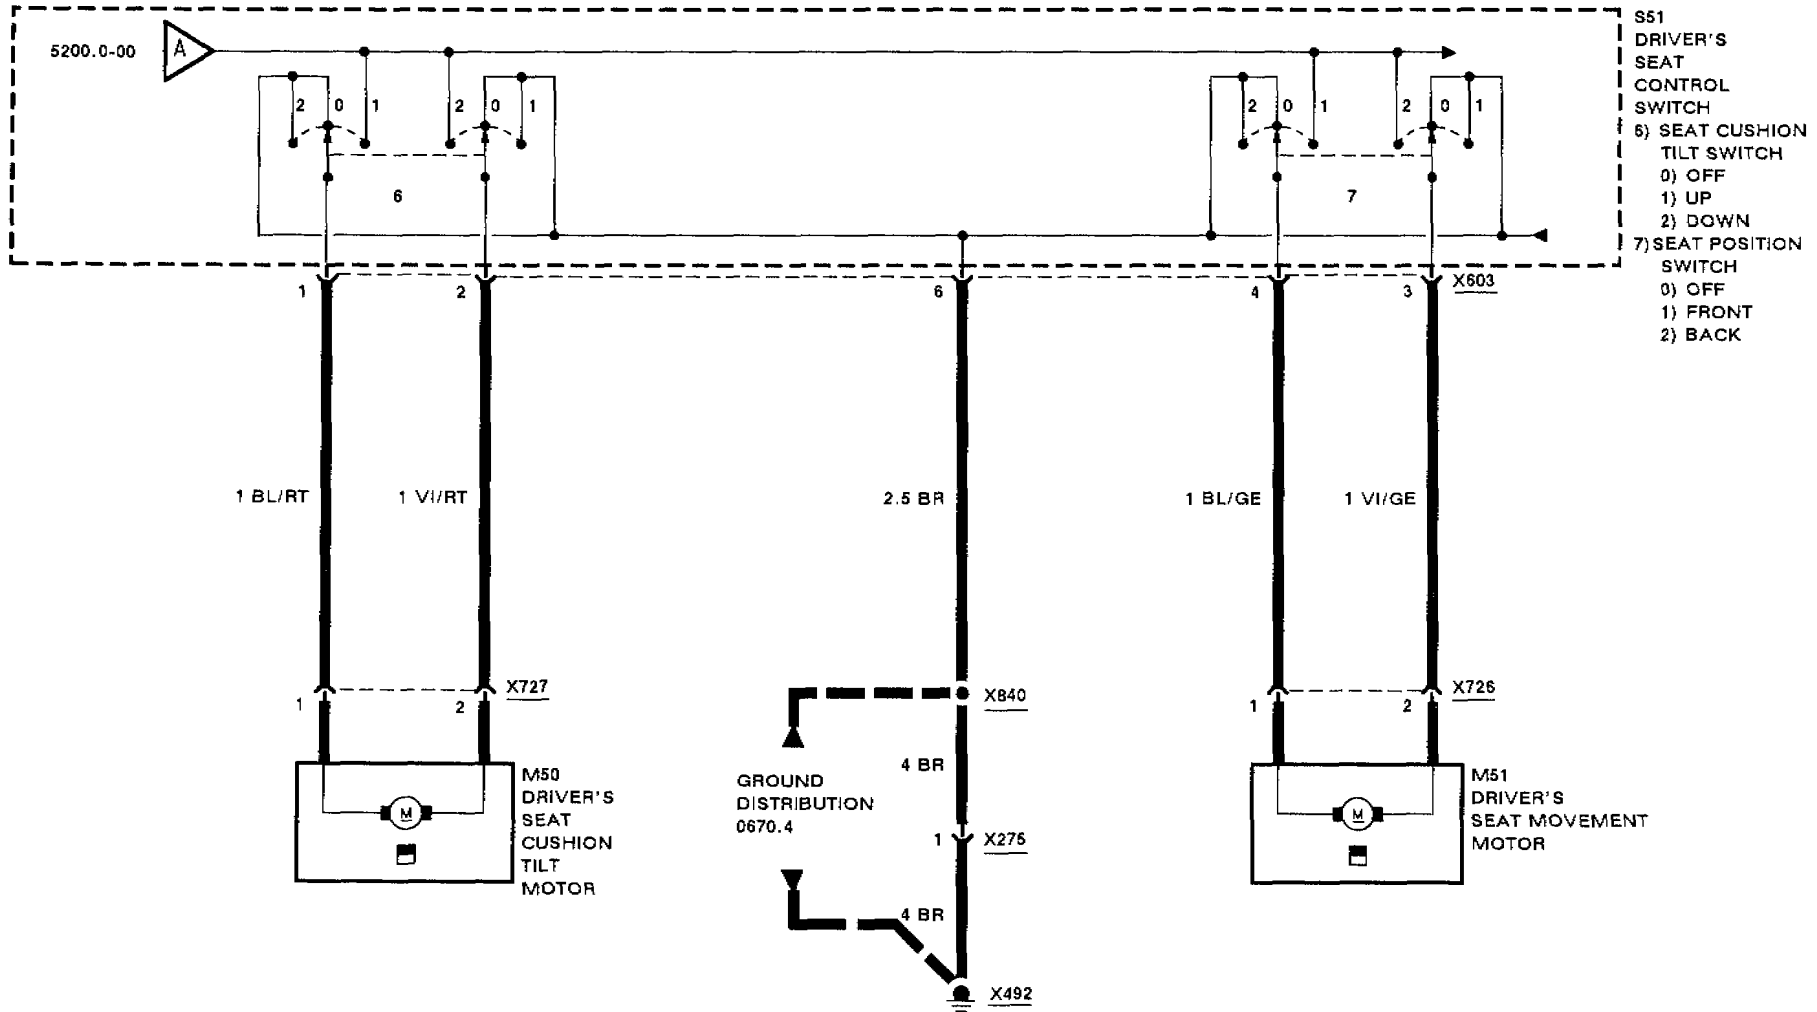 5200.0-00
A
2 0 1
2 0 1
2 0 1
2 0 1
6
7
S51
DRIVER'S
SEAT
CONTROL
SWITCH
6) SEAT CUSHION
TILT SWITCH
0) OFF
1) UP
2) DOWN
7) SEAT POSITION
SWITCH
0) OFF
1) FRONT
2) BACK
1
2
6
4
3
X603
1 BL/RT
1 VI/RT
2.5 BR
1 BL/GE
1 VI/GE
1
2
X727
X840
1
2
X726
M50
DRIVER'S
SEAT
CUSHION
TILT
MOTOR
M
GROUND
DISTRIBUTION
0670.4
4 BR
1
X275
4 BR
X492
M51
DRIVER'S
SEAT MOVEMENT
MOTOR
M